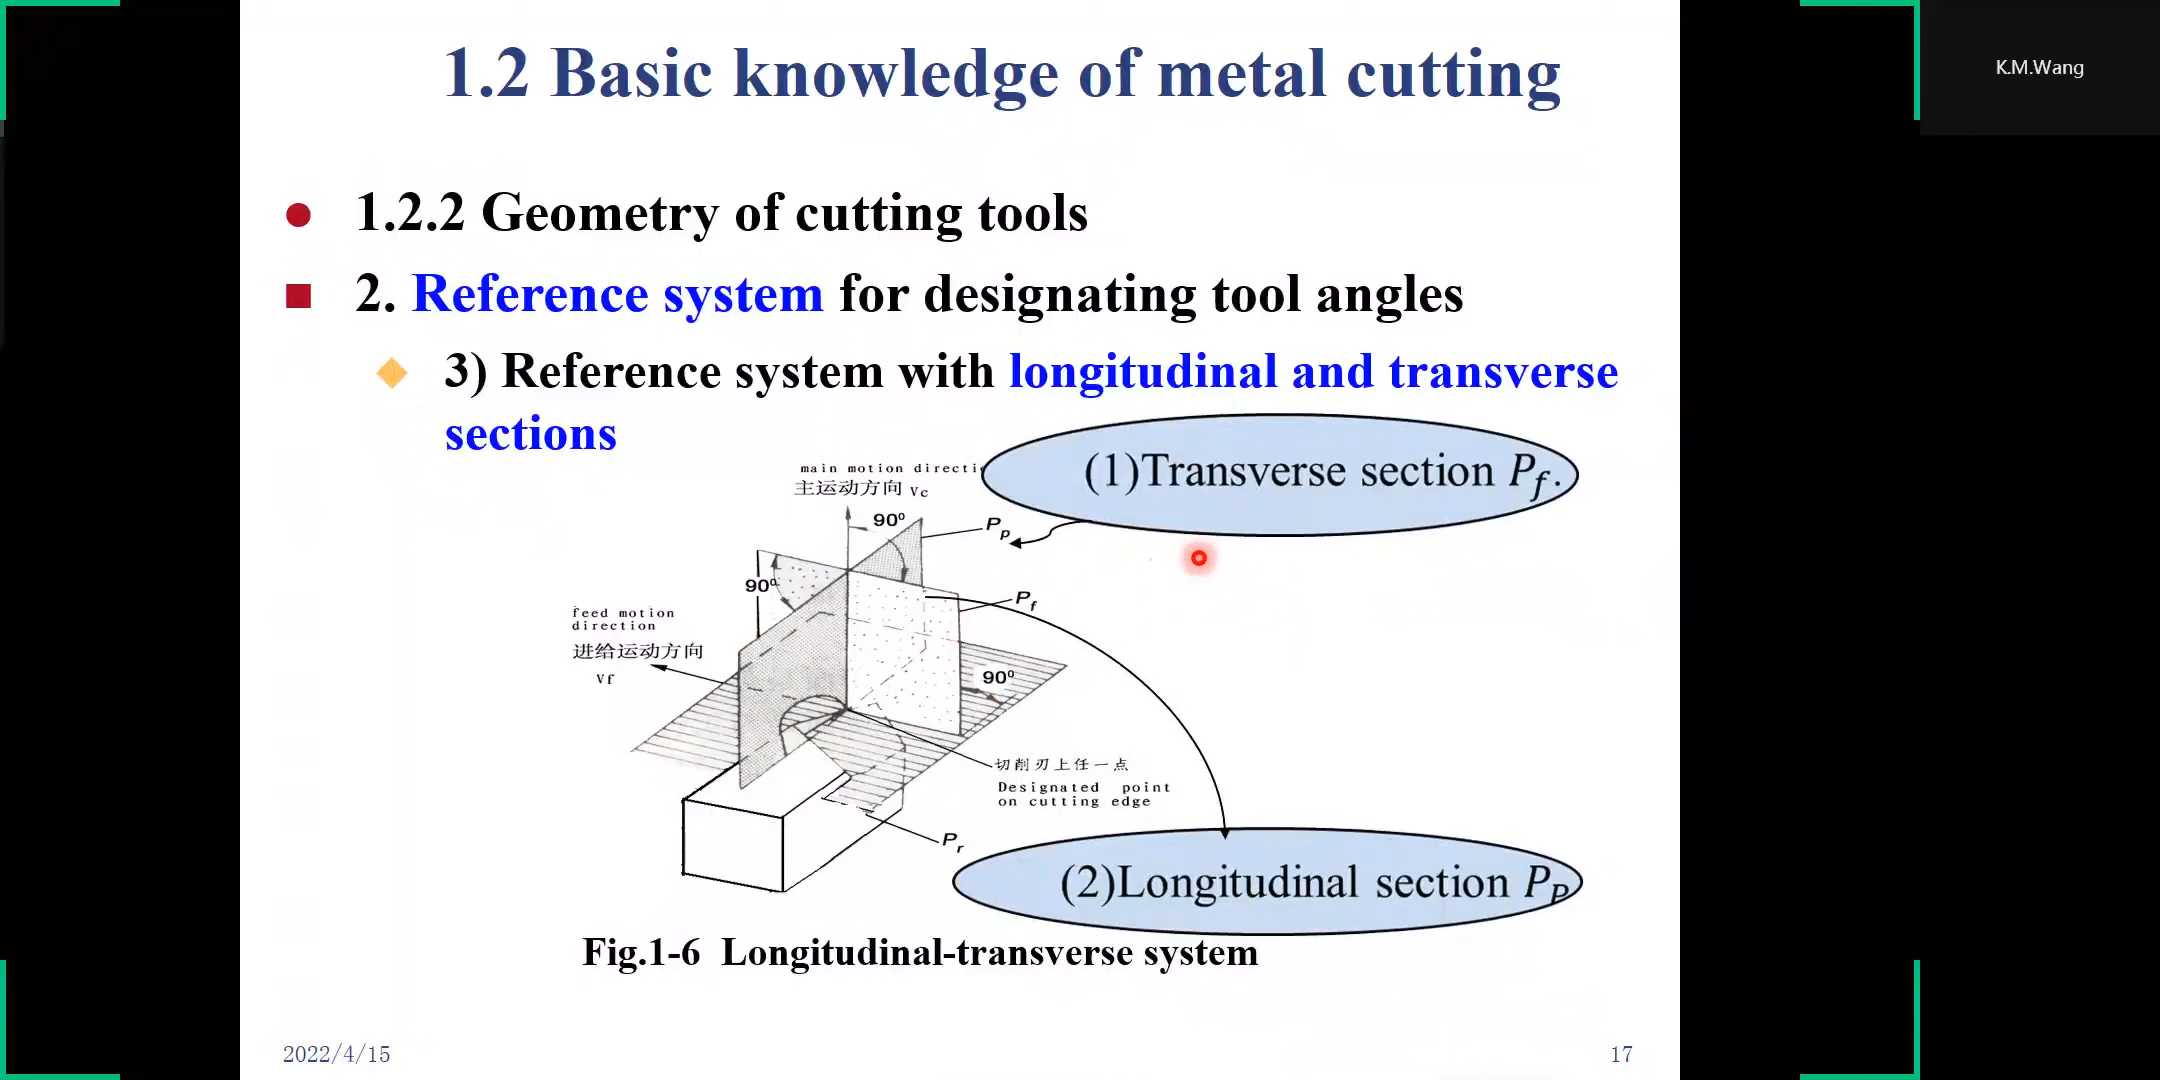 K.M.Wang
1.2 Basic knowledge of metal cutting
1.2.2 Geometry of cutting tools
2. Reference system for designating tool angles
3) Reference system with longitudinal and transverse
sections
(1)Transverse section Pf.
main motion directi
主运动方向 Vc
90⁰
Pp
90⁰
Pf
feed motion
direction
进给运动方向
Vf
90⁰
切削刃上任一点
Designated point
on cutting edge
Pr
(2)Longitudinal section PP
Fig.1-6 Longitudinal-transverse system
2022/4/15
17